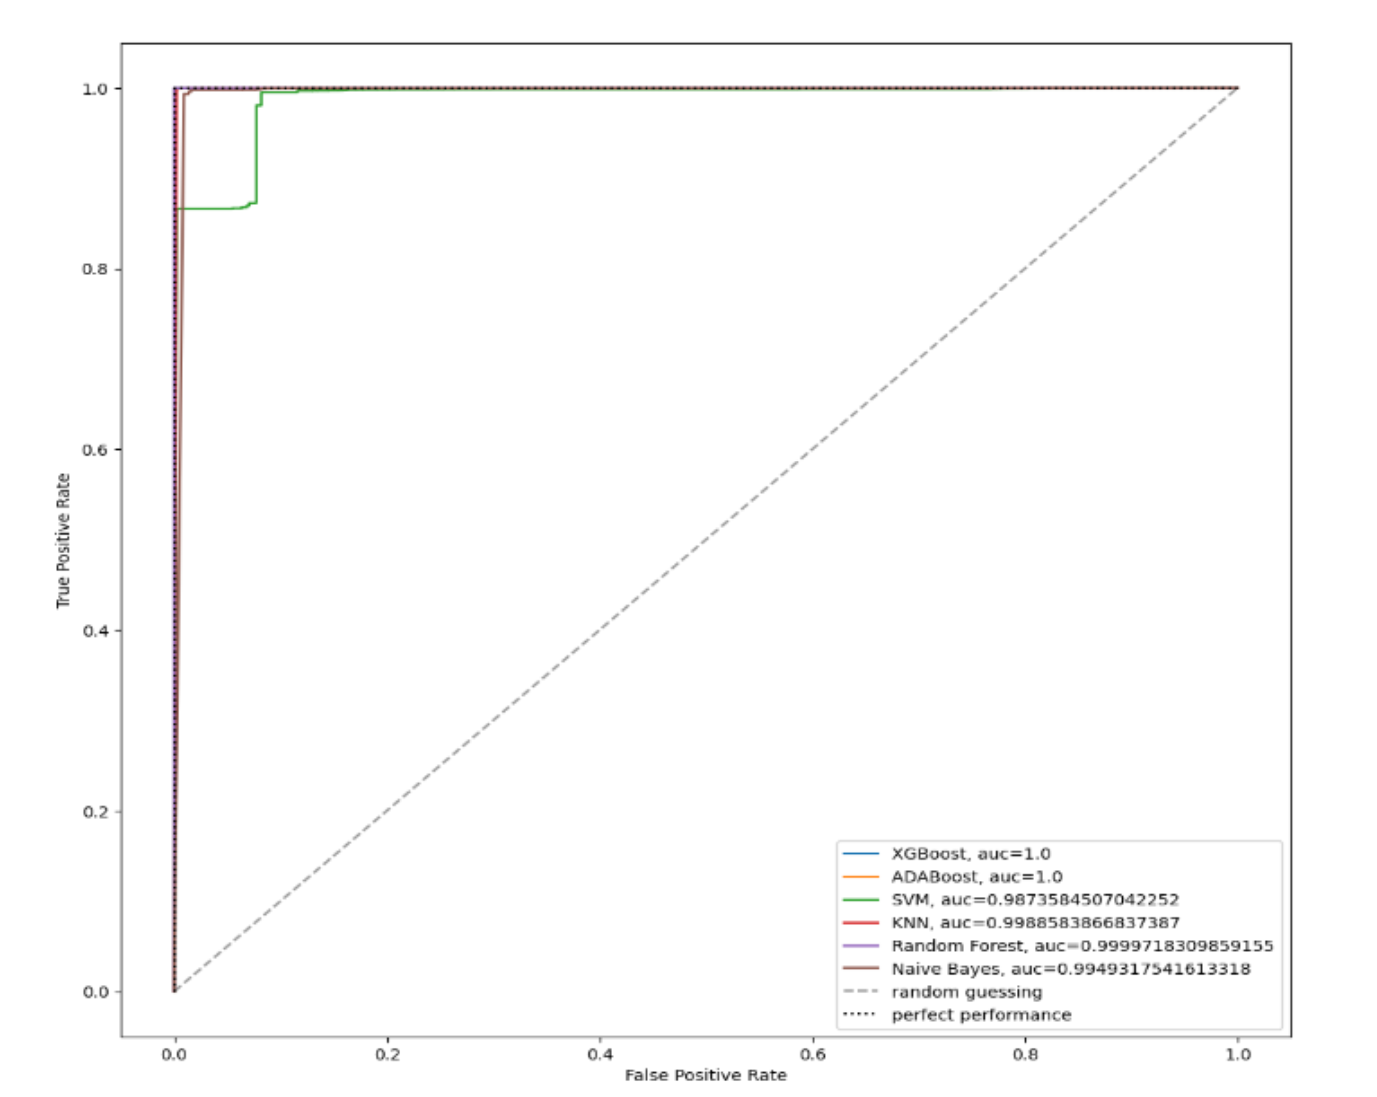 1.0
0.8
0.6
0.4
0.2
0.0
True Positive Rate
XGBoost, auc=1.0
ADABoost, auc=1.0
SVM, auc=0.9873584507042252
KNN, auc=0.9988583866837387
Random Forest, auc=0.9999718309859155
Naive Bayes, auc=0.9949317541613318
random guessing
perfect performance
0.0 0.2 0.4 0.6 0.8 1.0
False Positive Rate